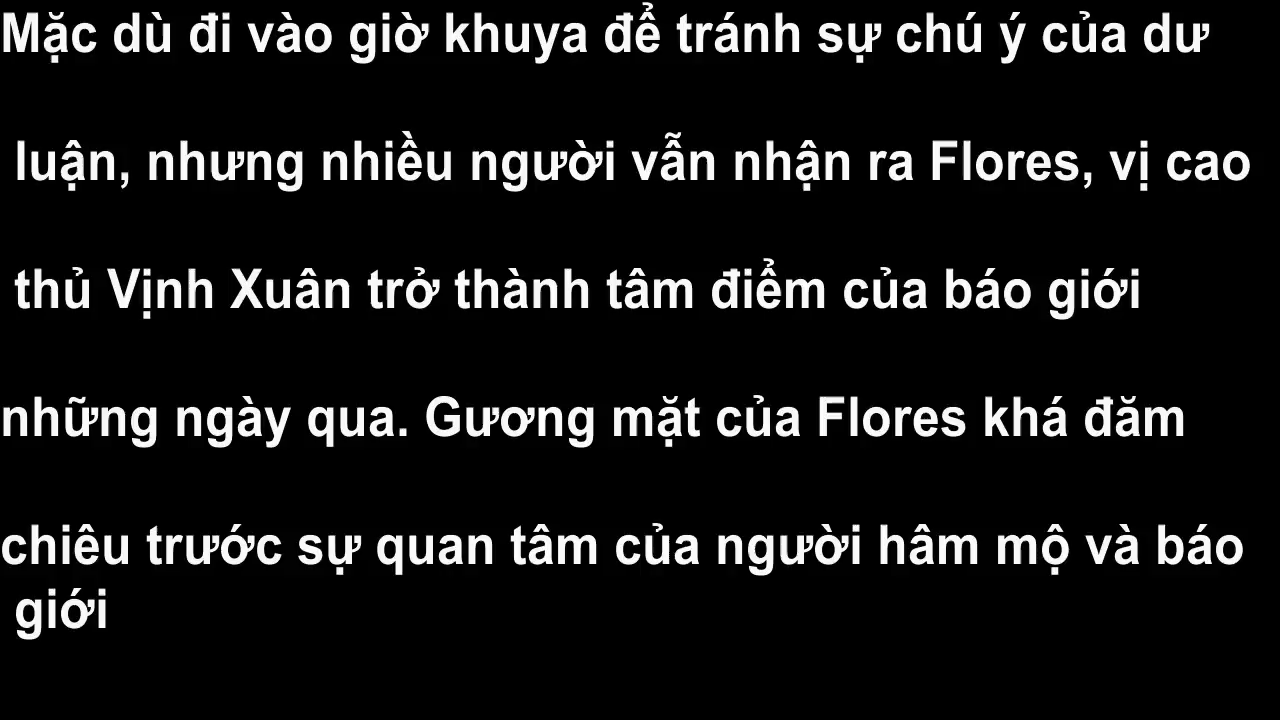 Mặc dù đi vào giờ khuya để tránh sự chú ý của dư
luận, nhưng nhiều người vẫn nhận ra Flores, vị cao
thủ Vịnh Xuân trở thành tâm điểm của báo giới
những ngày qua. Gương mặt của Flores khá đăm
chiêu trước sự quan tâm của người hâm mộ và báo
giới